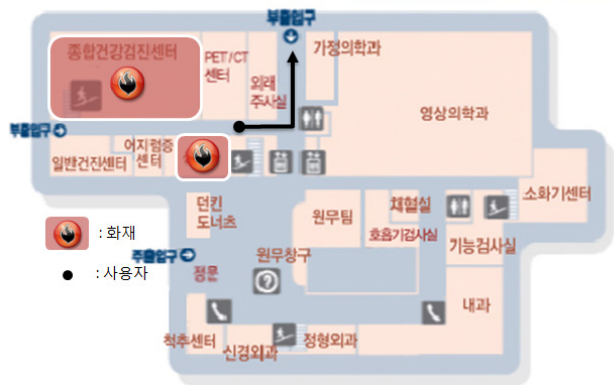 부출입구
종합건강검진센터
PET/CT
센터
외래
주사실
가정의학과
영상의학과
부출입구
일반건진센터
어지럼증
센터
던킨
도너츠
원무팀
채혈실
호흡기검사실
소화기센터
기능검사실
: 화재
: 사용자
주출입구
정문
원무창구
?
내과
척추센터
신경외과
정형외과